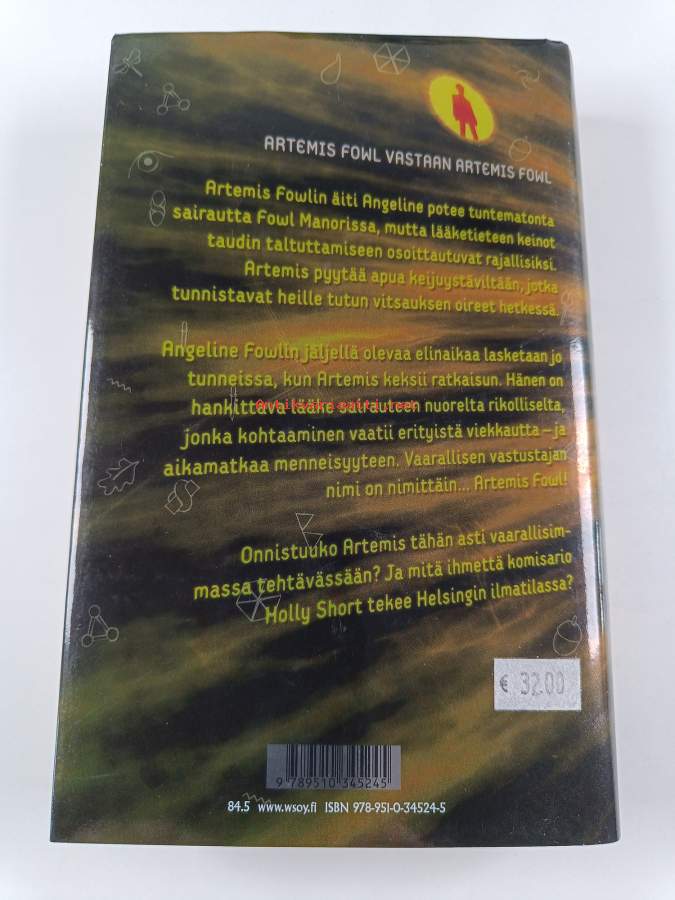 ARTEMIS FOWL VASTAAN ARTEMIS FOWL
Artemis Fowlin äiti Angeline potee tuntematonta
sairautta Fowl Manorissa, mutta lääketieteen keinot
taudin taltuttamiseen osoittautuvat rajallisiksi.
Artemis pyytää apua keijuystäviltään, jotka
tunnistavat heille tutun vitsauksen oireet hetkessä.
Angeline Fowlin jäljellä olevaa elinaikaa lasketaan jo
tunneissa, kun Artemis keksii ratkaisun. Hänen on
hankittava lääke sairauteen nuorelta rikolliselta,
jonka kohtaaminen vaatii erityistä viekkautta – ja
aikamatkaa menneisyyteen. Vaarallisen vastustajan
nimi on nimittäin... Artemis Fowl!
Onnistuuko Artemis tähän asti vaarallisim-
massa tehtävässään? Ja mitä ihmettä komisario
Holly Short tekee Helsingin ilmatilassa?
€ 32.00
9 789510 345245
84.5 www.wsoy.fi ISBN 978-951-0-34524-5